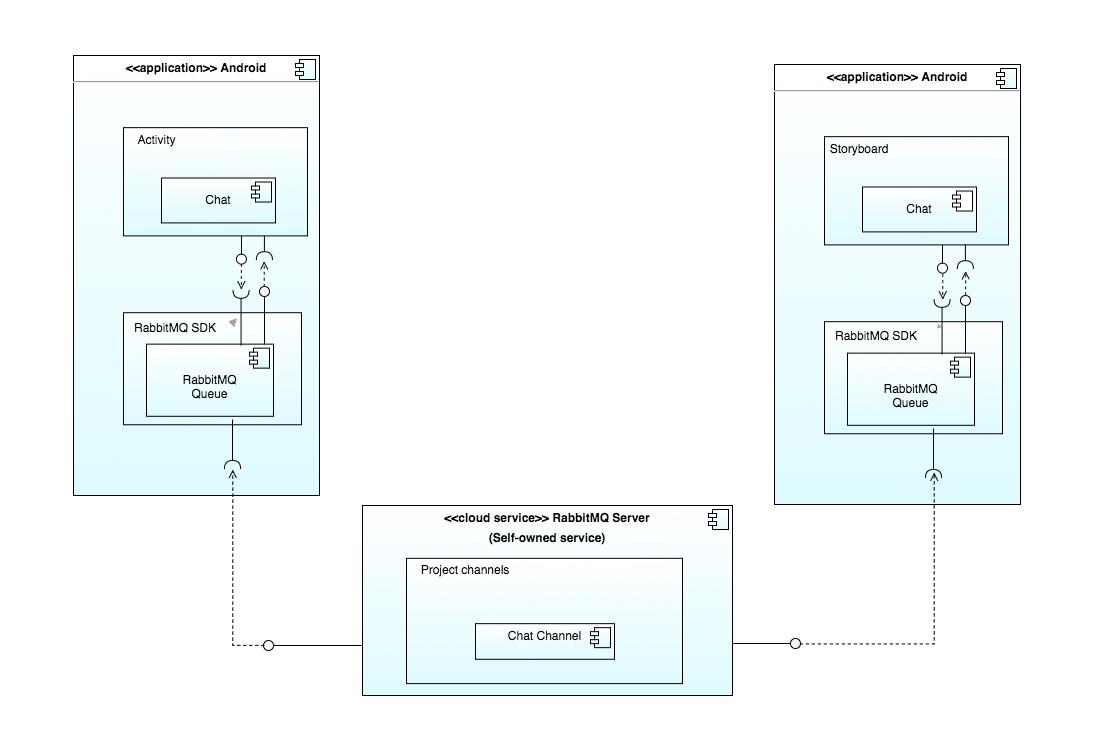 <<application>> Android
Activity
Chat
RabbitMQ SDK
RabbitMQ
Queue
<<application>> Android
Storyboard
Chat
RabbitMQ SDK
RabbitMQ
Queue
<<cloud service>> RabbitMQ Server
(Self-owned service)
Project channels
Chat Channel